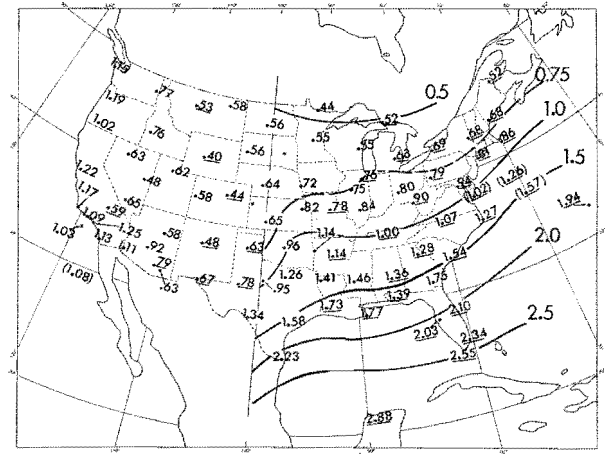 1.15 .77 .53 .58 .44 0.5 .52 0.75
1.19 .56 .52 .68 1.0
1.02 .76 .55 .55 .66 .68 .69 .86
.63 .40 .56 .76 .79 .81 1.5
1.22 .48 .62 .64 .72 .75 .80 .94 (1.02) (1.26)
1.17 .65 .58 .44 .82 .78 .84 .90 (1.57)
1.09 .59 .65 1.07 1.27 1.94
1.03 1.13 1.25 .58 .48 .63 .96 1.14 1.00 2.0
1.11 .92 1.14 1.28 1.54
(1.08) .79 .67 .78 1.26 1.41 1.46 1.36 1.75
.63 .95 1.39 2.5
1.34 1.58 1.73 1.77 2.10
2.03 2.34
2.23 2.55
2.88